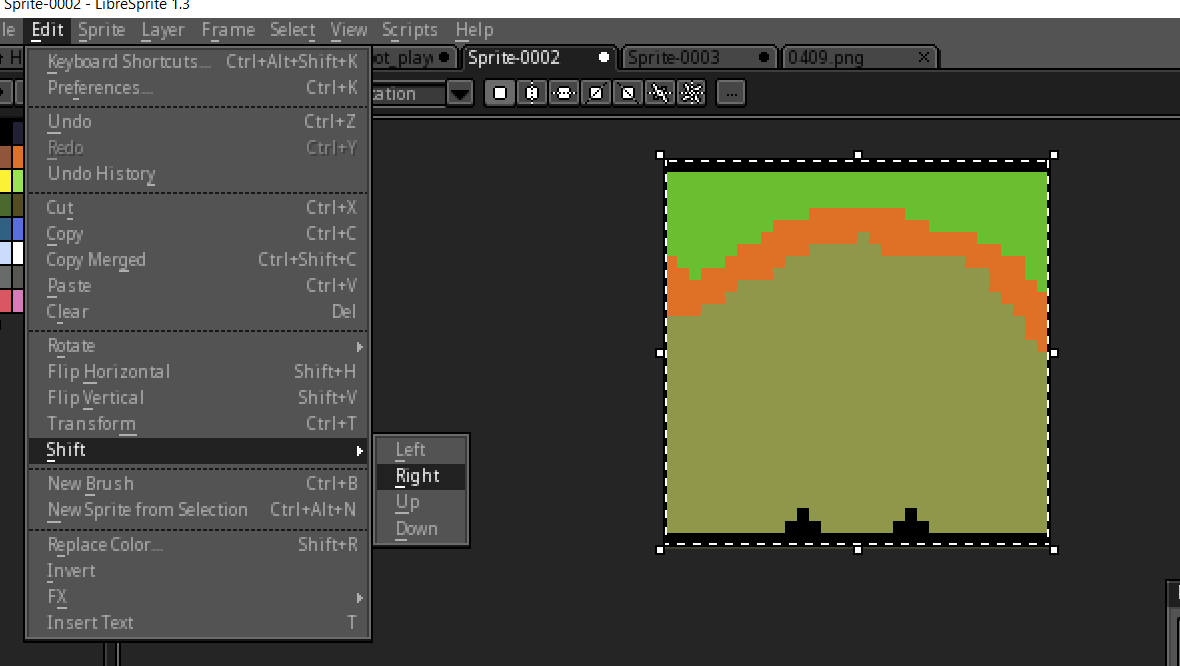 Sprite-0002 - LibreSprite 1.3
le Edit Sprite Layer Frame Select View Scripts Help
H ot_play Sprite-0002 Sprite-0003 0409.png
tation ...
Keyboard Shortcuts... Ctrl+Alt+Shift+K
Preferences... Ctrl+K
Undo Ctrl+Z
Redo Ctrl+Y
Undo History
Cut Ctrl+X
Copy Ctrl+C
Copy Merged Ctrl+Shift+C
Paste Ctrl+V
Clear Del
Rotate
Flip Horizontal Shift+H
Flip Vertical Shift+V
Transform Ctrl+T
Shift
Left
Right
Up
Down
New Brush Ctrl+B
New Sprite from Selection Ctrl+Alt+N
Replace Color... Shift+R
Invert
FX
Insert Text T